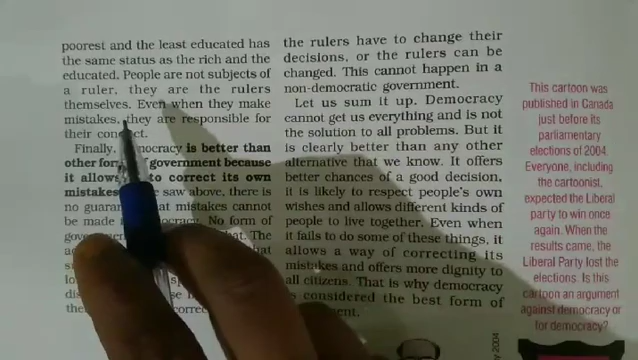 poorest and the least educated has
the same status as the rich and the
educated. People are not subjects of
a ruler, they are the rulers
themselves. Even when they make
mistakes, they are responsible for
their
Finally, is better than
other government because
it allows to correct its own
mistakes saw above, there is
no mistakes cannot
be made No form of
that. The
the rulers have to change their
decisions, or the rulers can be
changed. This cannot happen in a
non-democratic government.
Let us sum it up. Democracy
cannot get us everything and is not
the solution to all problems. But it
is clearly better than any other
alternative that we know. It offers
better chances of a good decision,
it is likely to respect people's own
wishes and allows different kinds of
people to live together. Even when
it fails to do some of these things, it
allows a way of correcting its
mistakes and offers more dignity to
all citizens. That is why democracy
is considered the best form of
This cartoon was
published in Canada
just before its
parliamentary
elections of 2004.
Everyone, including
the cartoonist,
expected the Liberal
party to win once
again. When the
results came, the
Liberal Party lost the
elections. Is this
cartoon an argument
against democracy or
for democracy?
2004